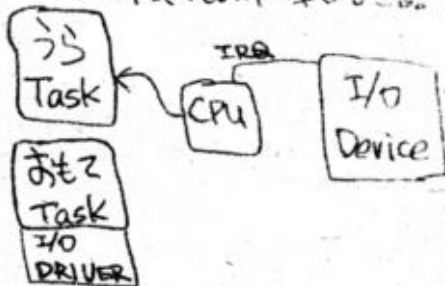 うら
Task
IRQ
CPU
I/O
Device
おもて
Task
I/O
DRIVER